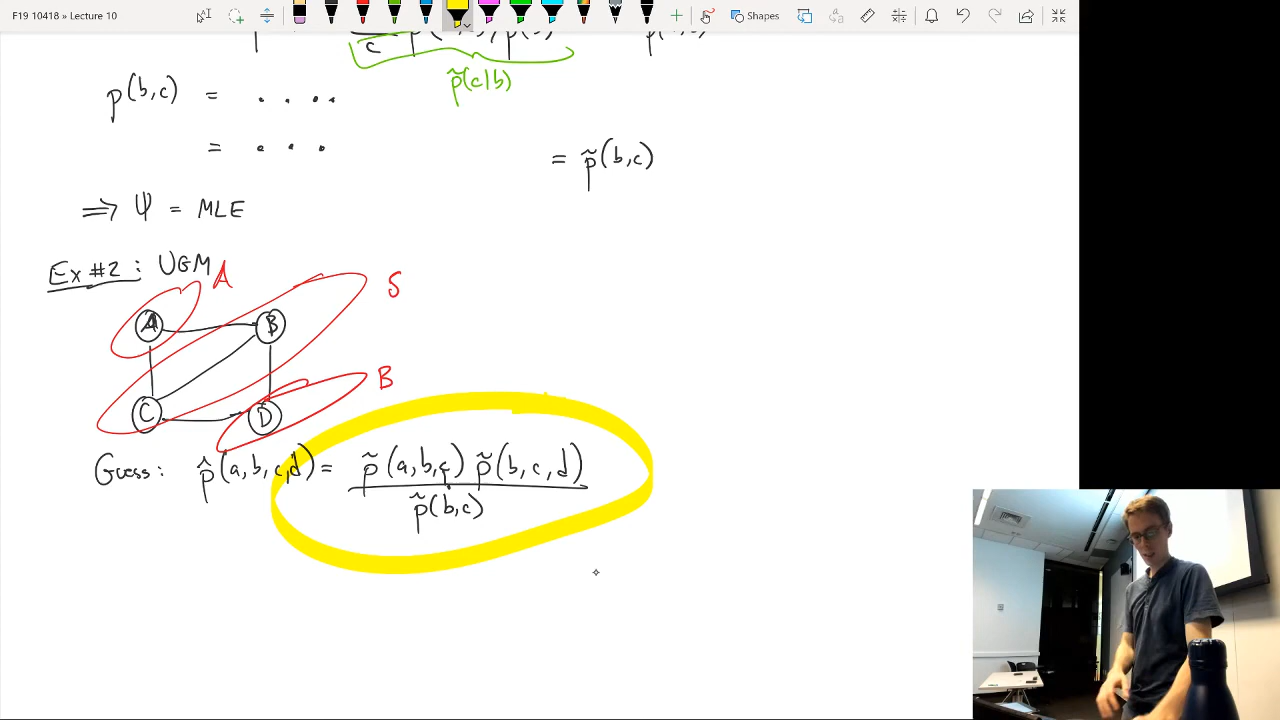 F19 10418 » Lecture 10
Shapes
c
p̃(c|b)
p(b,c) = . . . .
= . . .
= p̃(b,c)
⟹ Ψ = MLE
Ex #2 : UGM
A
S
A B
B
C D
Guess: p̂(a,b,c,d) = p̃(a,b,c) p̃(b,c,d)
p̃(b,c)